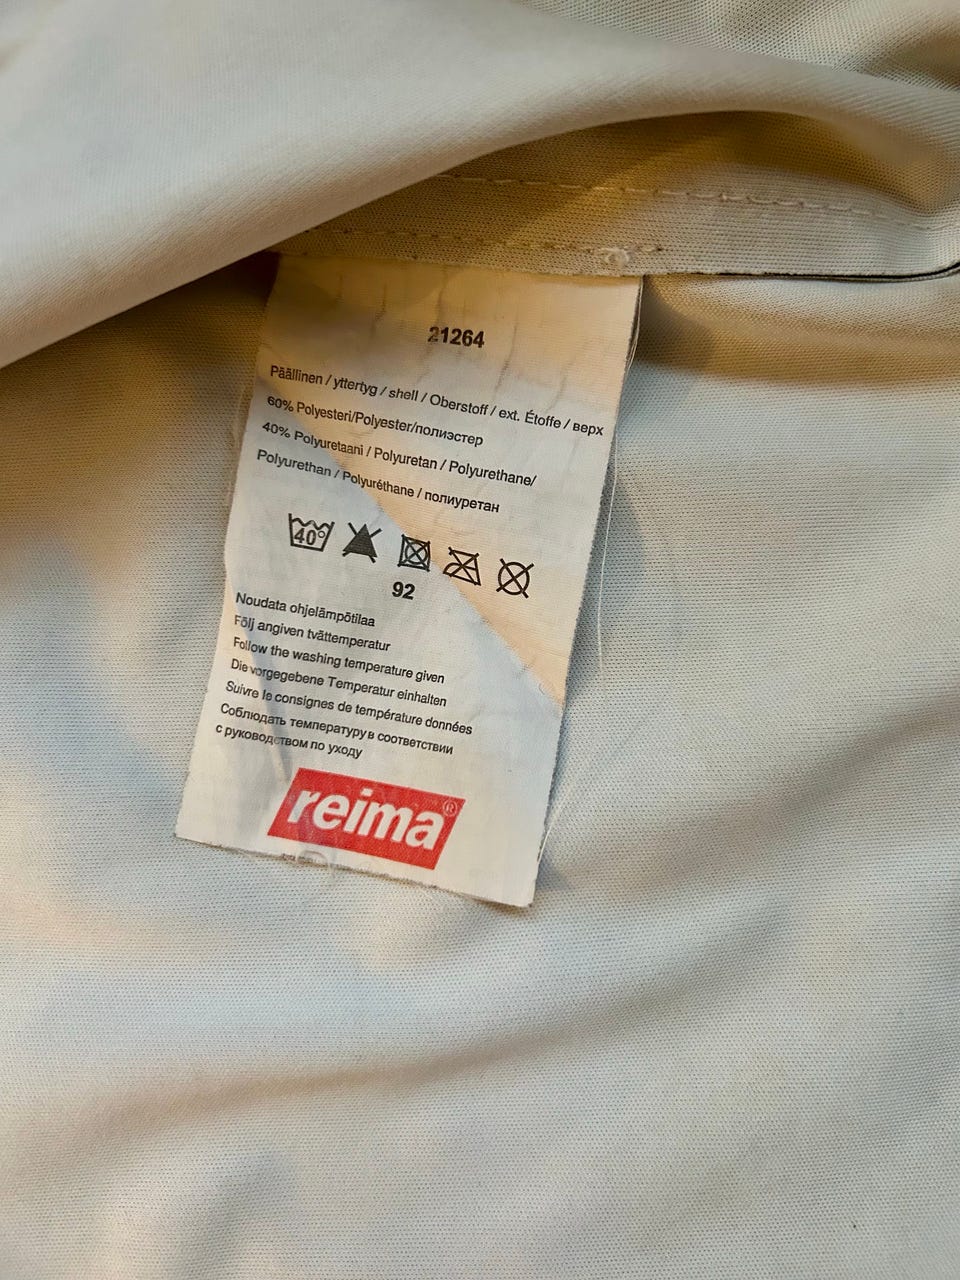 21264
Päällinen / yttertyg / shell / Oberstoff / ext. Étoffe / верх
60% Polyesteri/Polyester/полиэстер
40% Polyuretaani / Polyuretan / Polyurethane/
Polyurethan / Polyuréthane / полиуретан
40°
92
Noudata ohjelämpötilaa
Följ angiven tvättemperatur
Follow the washing temperature given
Die vorgegebene Temperatur einhalten
Suivre le consignes de température données
Соблюдать температуру в соответствии
с руководством по уходу
reima®